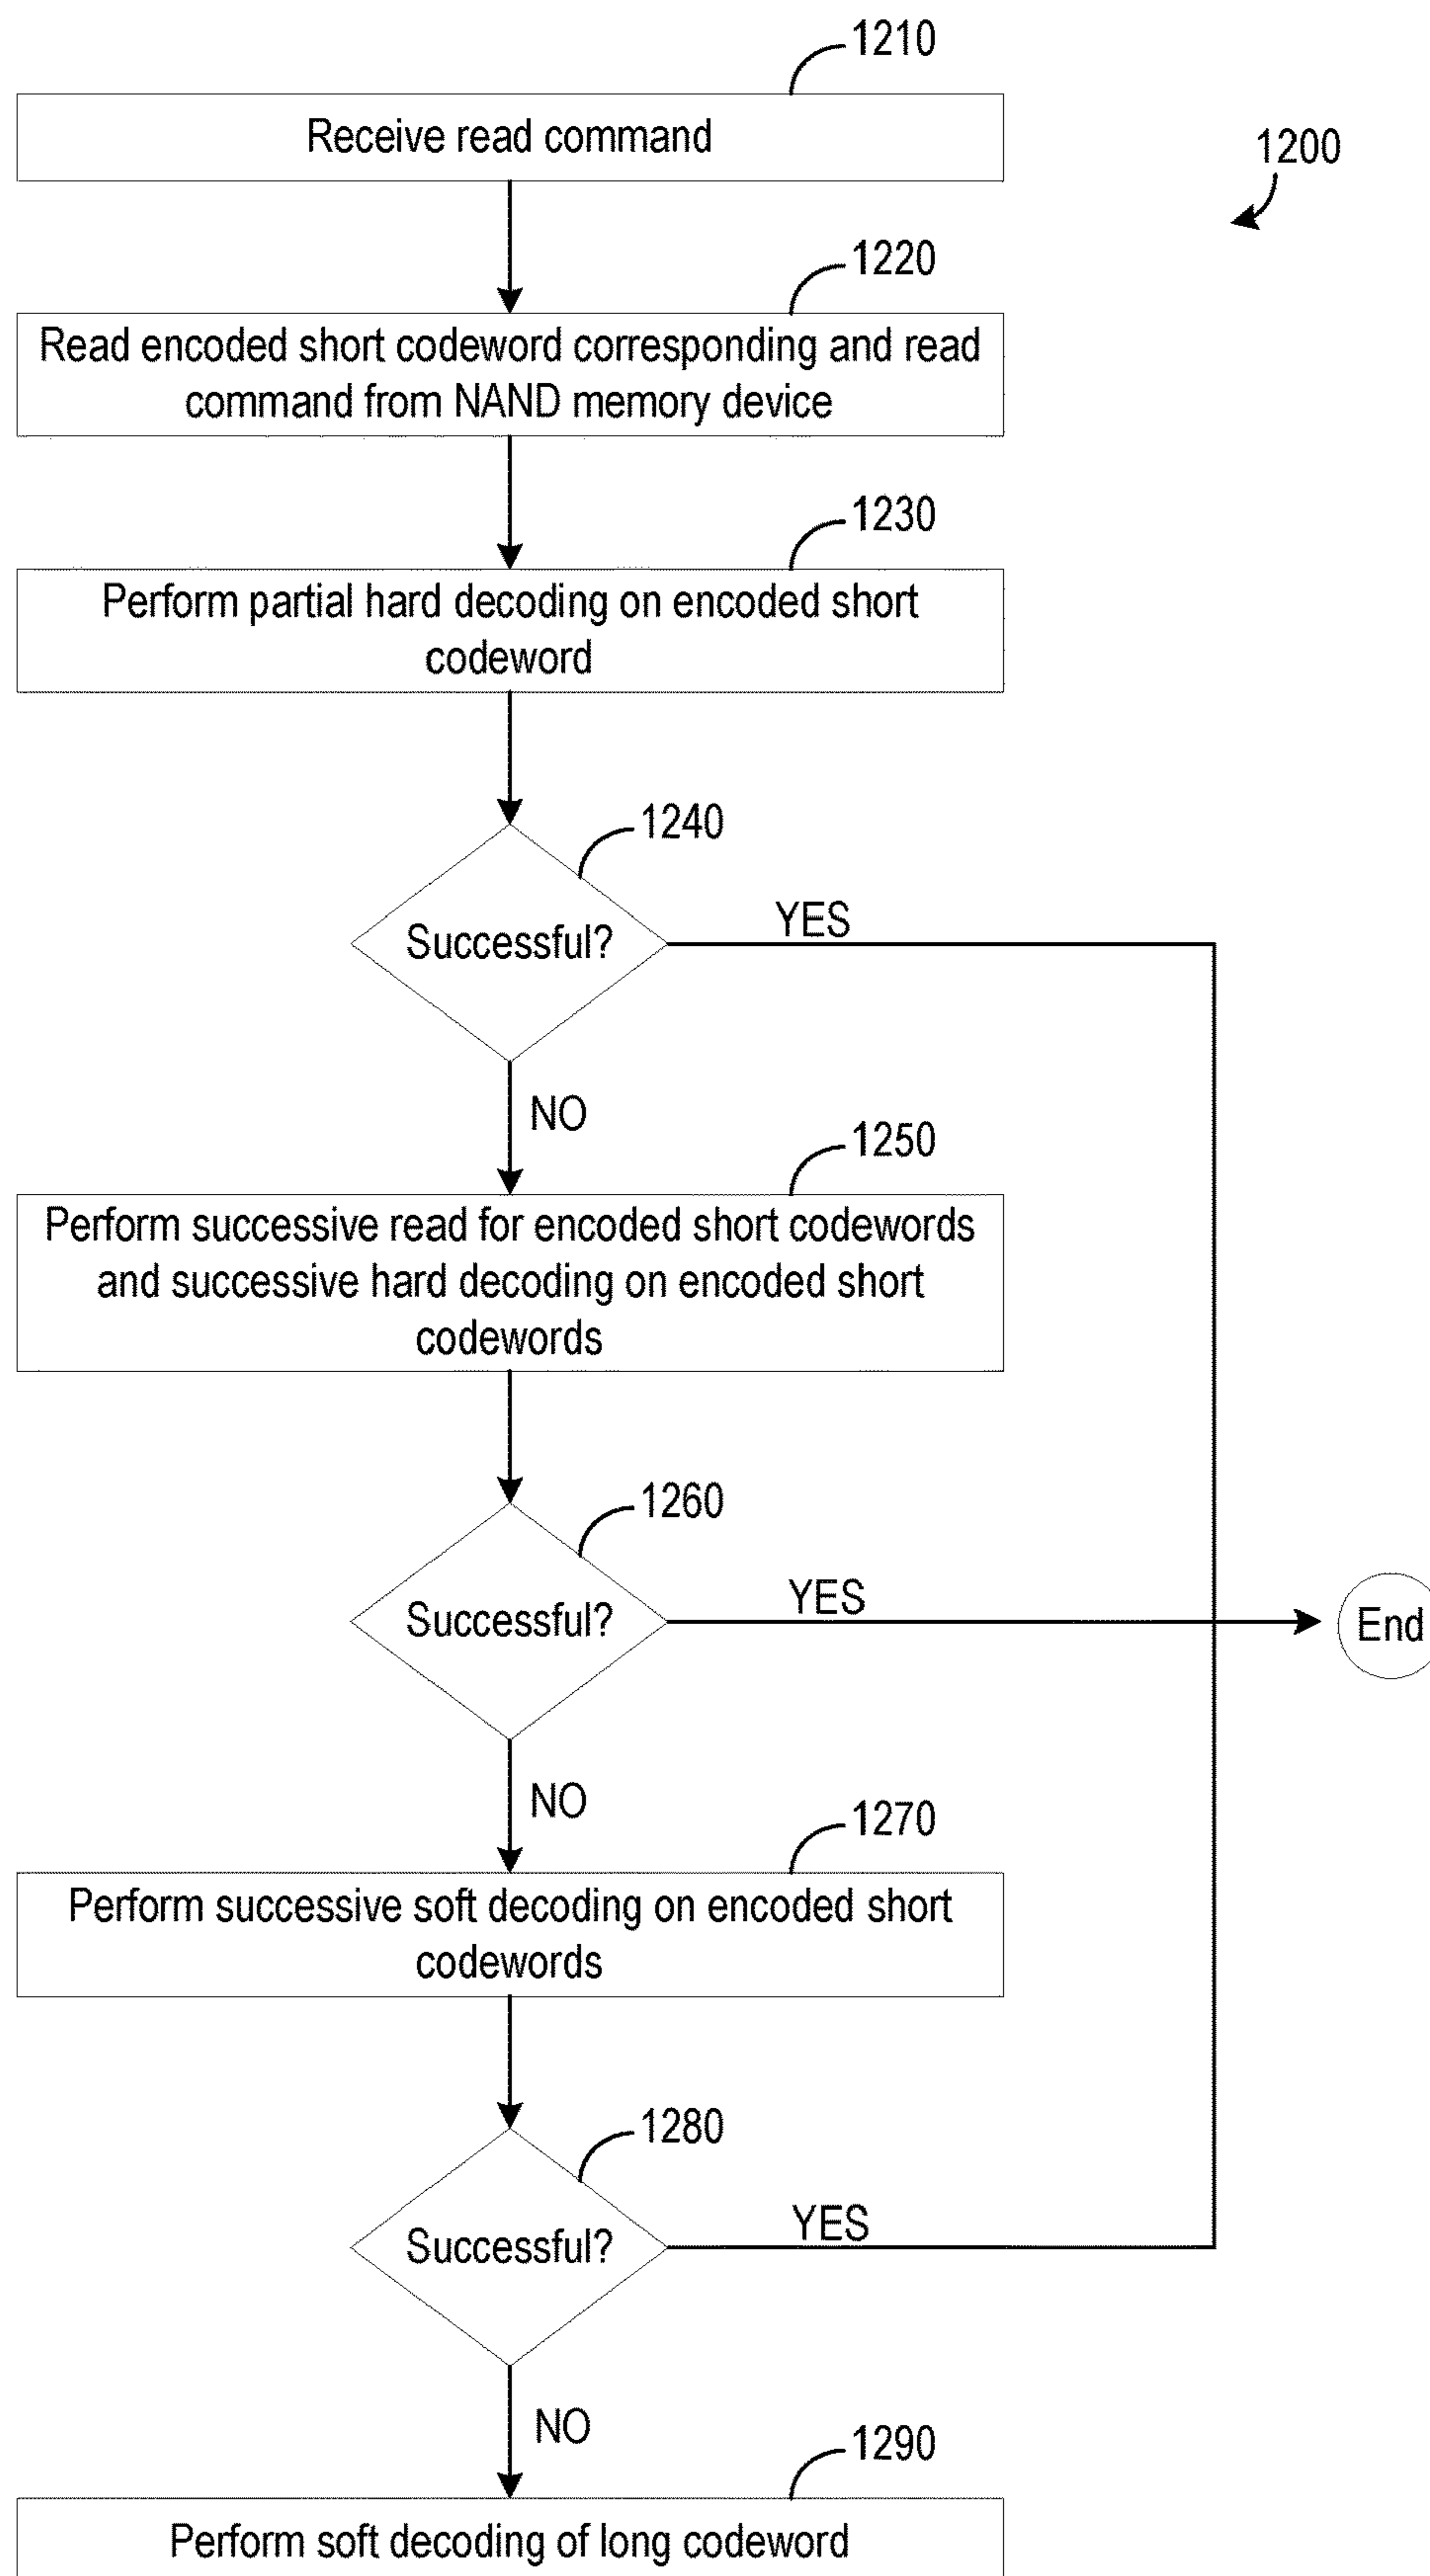 1210
Receive read command
1200
1220
Read encoded short codeword corresponding and read
command from NAND memory device
1230
Perform partial hard decoding on encoded short
codeword
1240
Successful?
YES
NO
1250
Perform successive read for encoded short codewords
and successive hard decoding on encoded short
codewords
1260
Successful?
YES
End
NO
1270
Perform successive soft decoding on encoded short
codewords
1280
Successful?
YES
NO
1290
Perform soft decoding of long codeword